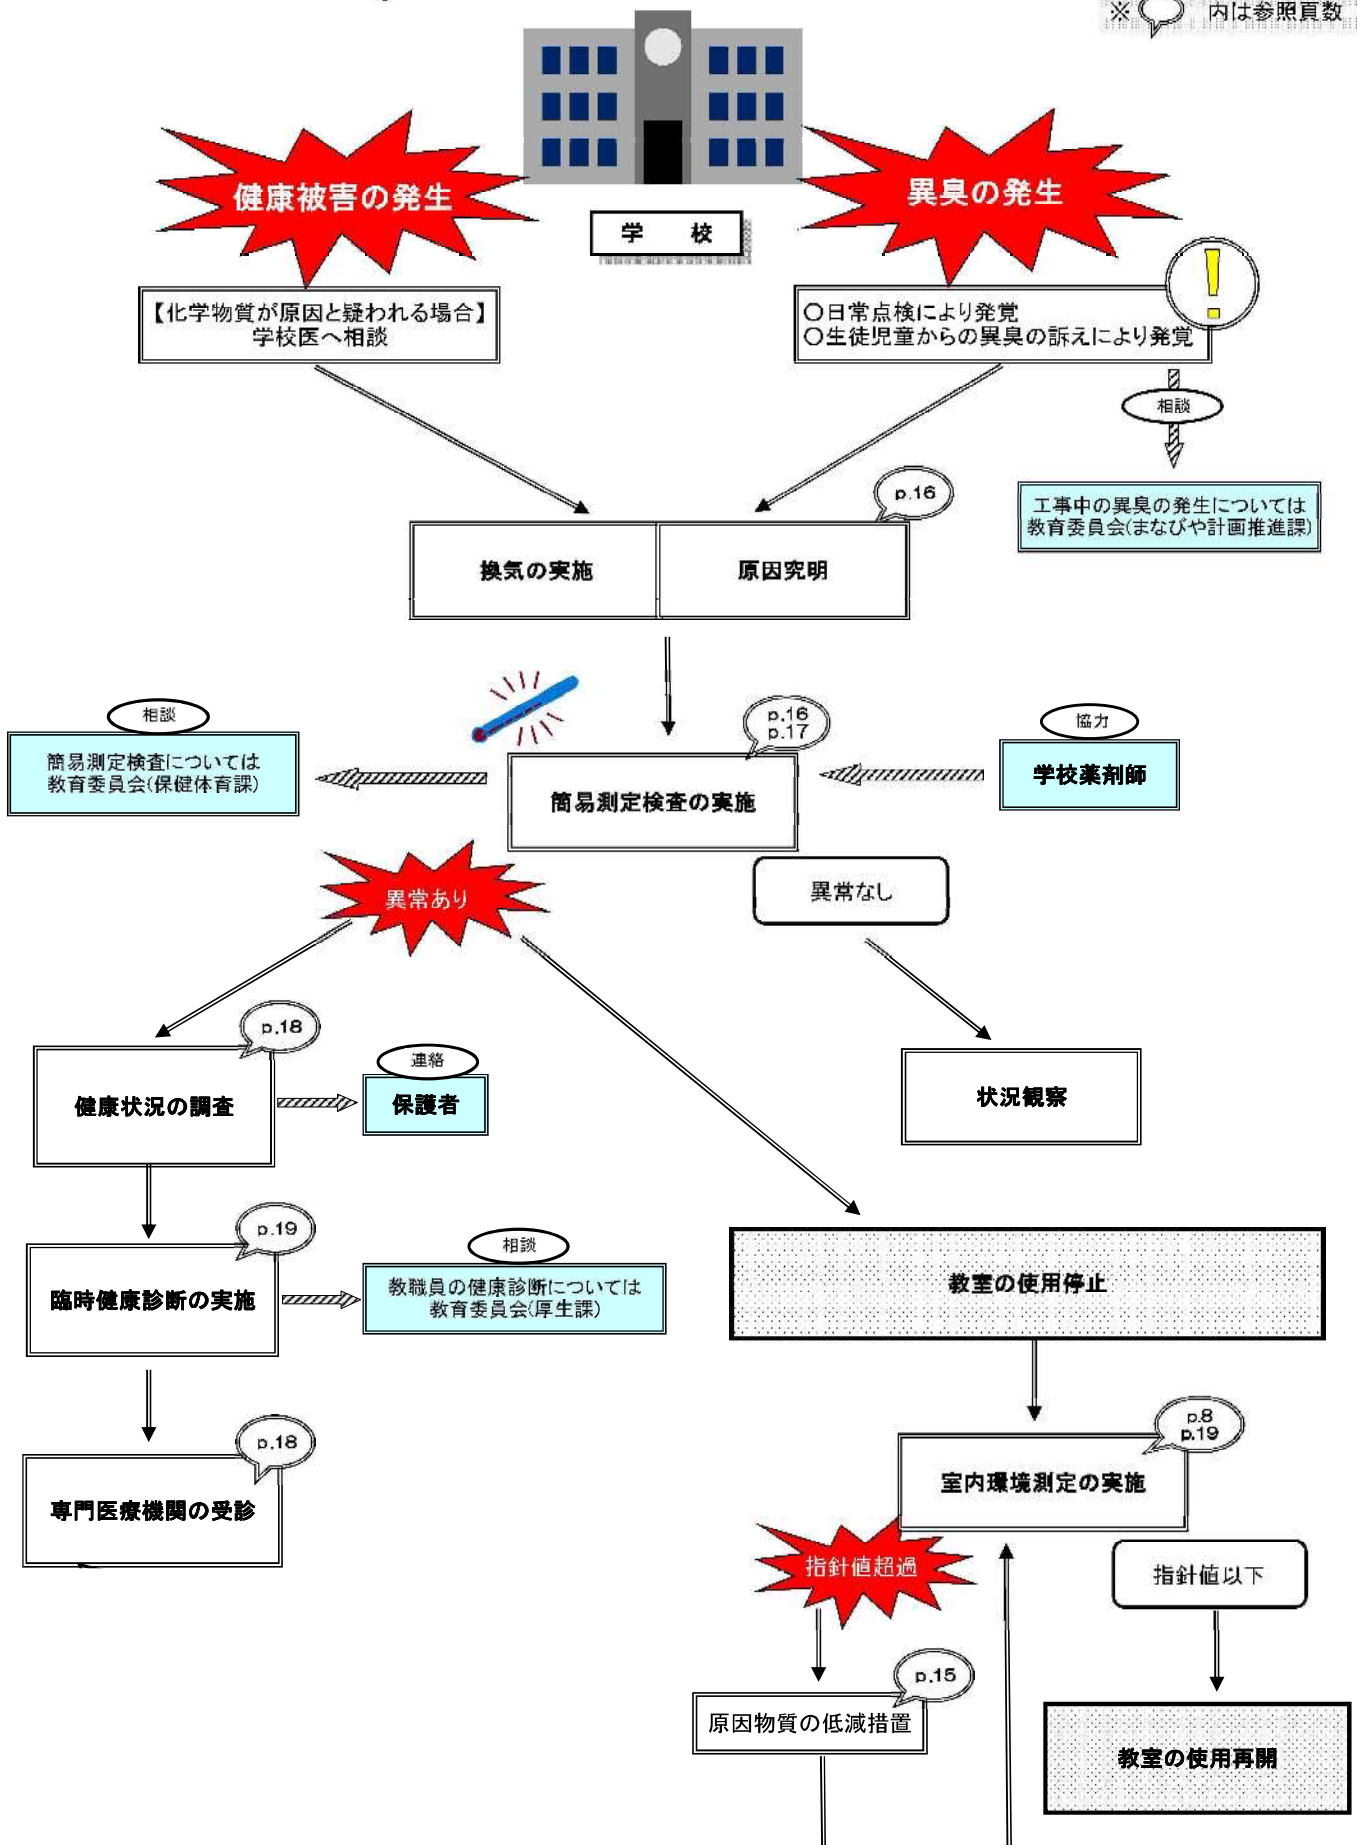 ※ 内は参照頁数
健康被害の発生
異臭の発生
学 校
【化学物質が原因と疑われる場合】
学校医へ相談
○日常点検により発覚
○生徒児童からの異臭の訴えにより発覚
!
相談
工事中の異臭の発生については
教育委員会(まなびや計画推進課)
p.16
換気の実施
原因究明
相談
簡易測定検査については
教育委員会(保健体育課)
p.16
p.17
簡易測定検査の実施
協力
学校薬剤師
異常あり
異常なし
p.18
健康状況の調査
連絡
保護者
状況観察
p.19
臨時健康診断の実施
相談
教職員の健康診断については
教育委員会(厚生課)
教室の使用停止
p.18
専門医療機関の受診
p.8
p.19
室内環境測定の実施
指針値超過
指針値以下
p.15
原因物質の低減措置
教室の使用再開